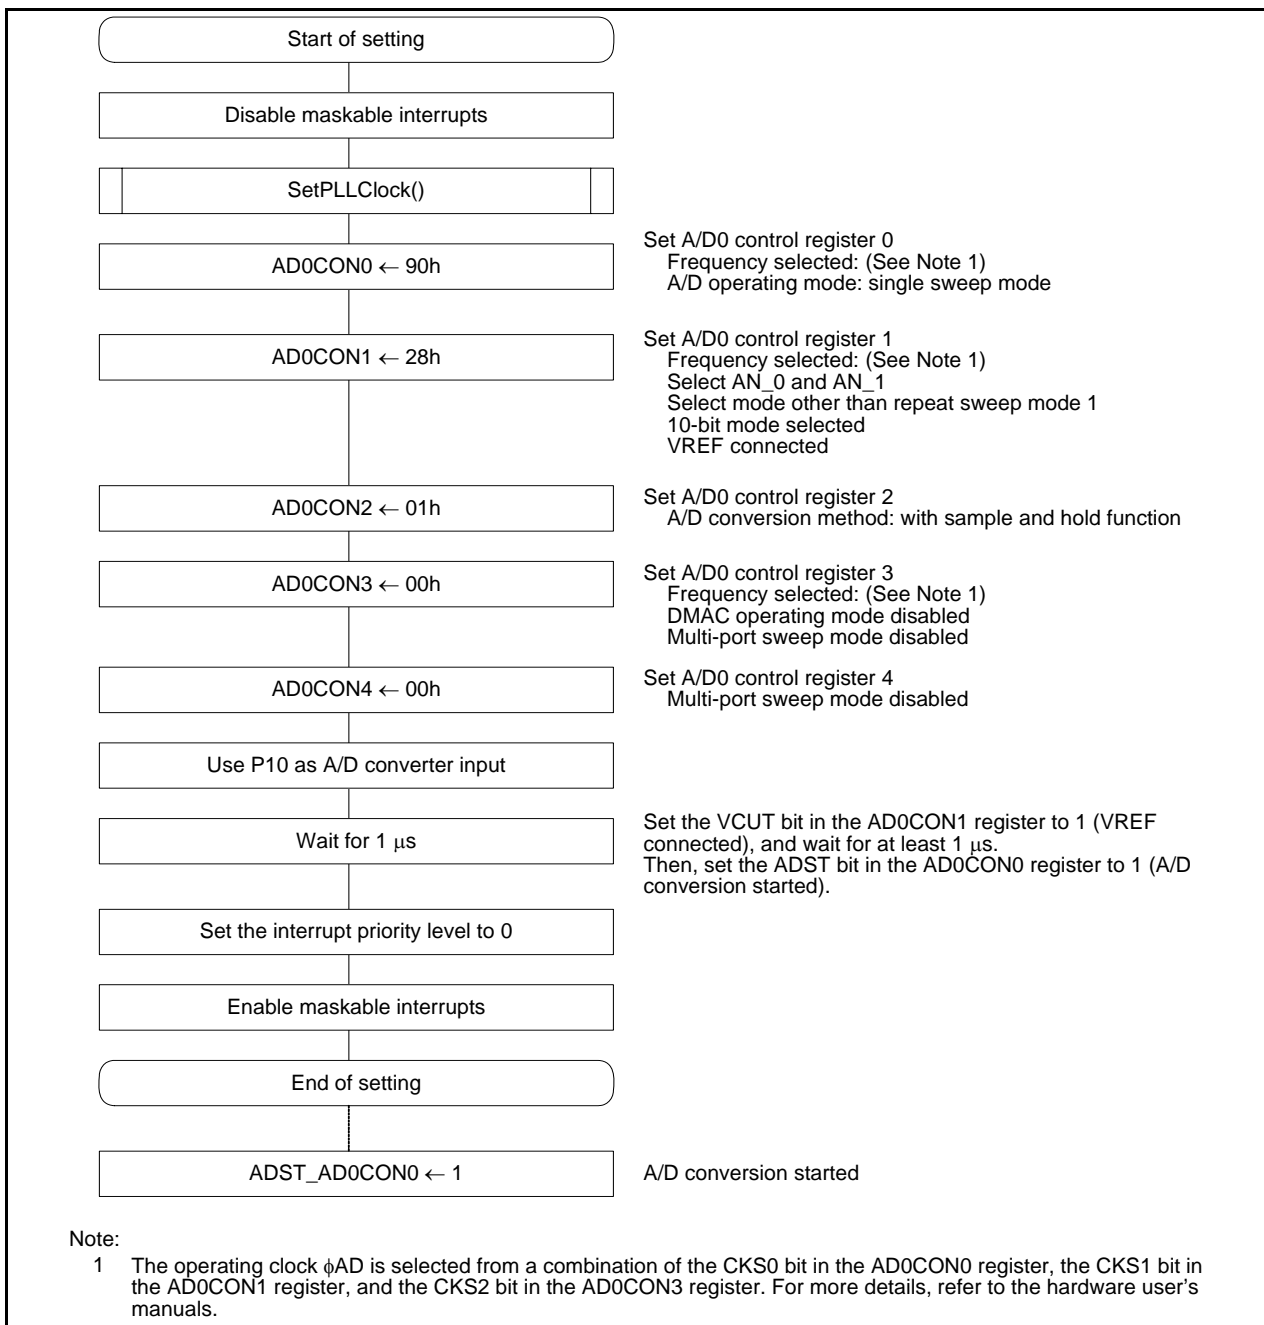 Start of setting
Disable maskable interrupts
SetPLLClock()
AD0CON0 ← 90h
Set A/D0 control register 0
Frequency selected: (See Note 1)
A/D operating mode: single sweep mode
AD0CON1 ← 28h
Set A/D0 control register 1
Frequency selected: (See Note 1)
Select AN_0 and AN_1
Select mode other than repeat sweep mode 1
10-bit mode selected
VREF connected
AD0CON2 ← 01h
Set A/D0 control register 2
A/D conversion method: with sample and hold function
AD0CON3 ← 00h
Set A/D0 control register 3
Frequency selected: (See Note 1)
DMAC operating mode disabled
Multi-port sweep mode disabled
AD0CON4 ← 00h
Set A/D0 control register 4
Multi-port sweep mode disabled
Use P10 as A/D converter input
Wait for 1 μs
Set the VCUT bit in the AD0CON1 register to 1 (VREF
connected), and wait for at least 1 μs.
Then, set the ADST bit in the AD0CON0 register to 1 (A/D
conversion started).
Set the interrupt priority level to 0
Enable maskable interrupts
End of setting
ADST_AD0CON0 ← 1
A/D conversion started
Note:
1 The operating clock ϕAD is selected from a combination of the CKS0 bit in the AD0CON0 register, the CKS1 bit in
the AD0CON1 register, and the CKS2 bit in the AD0CON3 register. For more details, refer to the hardware user's
manuals.